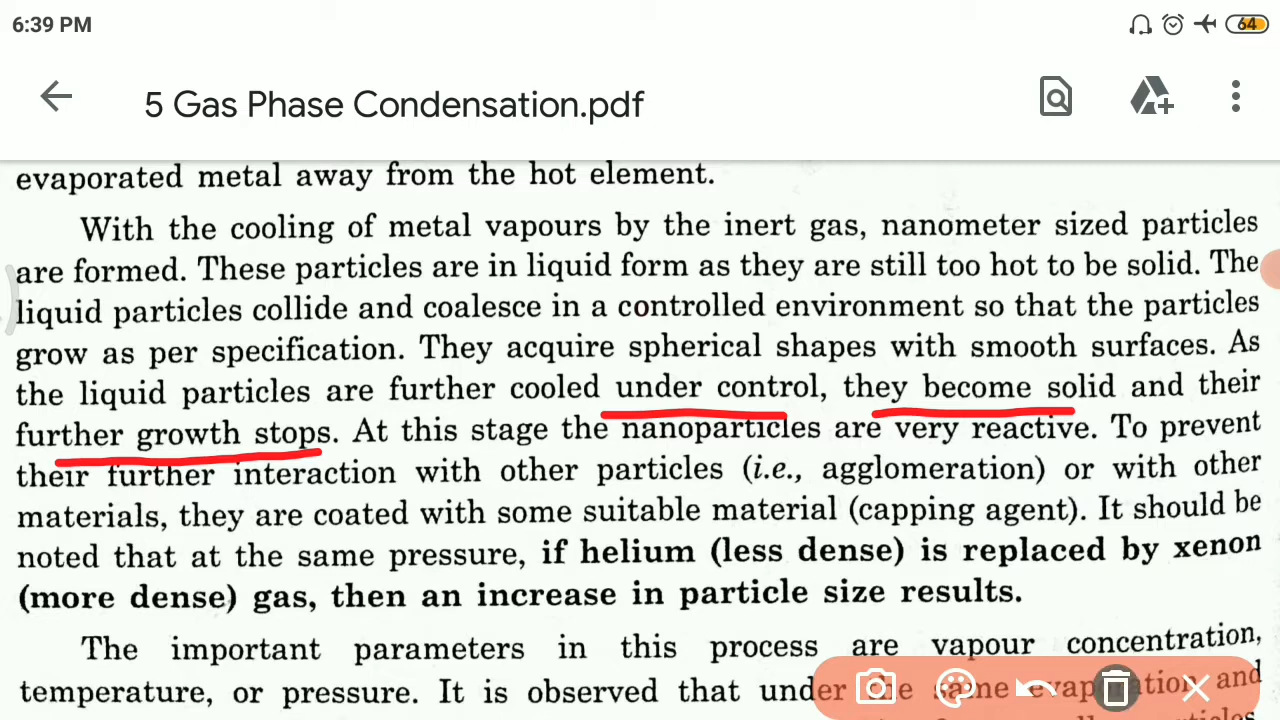 6:39 PM
64
5 Gas Phase Condensation.pdf
evaporated metal away from the hot element.
With the cooling of metal vapours by the inert gas, nanometer sized particles
are formed. These particles are in liquid form as they are still too hot to be solid. The
liquid particles collide and coalesce in a controlled environment so that the particles
grow as per specification. They acquire spherical shapes with smooth surfaces. As
the liquid particles are further cooled under control, they become solid and their
further growth stops. At this stage the nanoparticles are very reactive. To prevent
their further interaction with other particles (i.e., agglomeration) or with other
materials, they are coated with some suitable material (capping agent). It should be
noted that at the same pressure, if helium (less dense) is replaced by xenon
(more dense) gas, then an increase in particle size results.
The important parameters in this process are vapour concentration,
temperature, or pressure. It is observed that under the same evaporation and